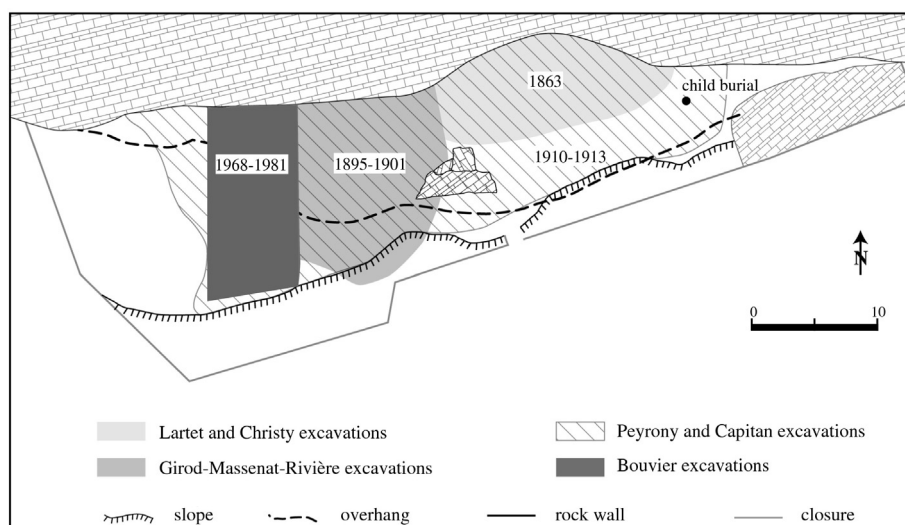 1863
child burial
1968-1981
1895-1901
1910-1913
N
0
10
Lartet and Christy excavations
Peyrony and Capitan excavations
Girod-Massenat-Rivière excavations
Bouvier excavations
slope
overhang
rock wall
closure